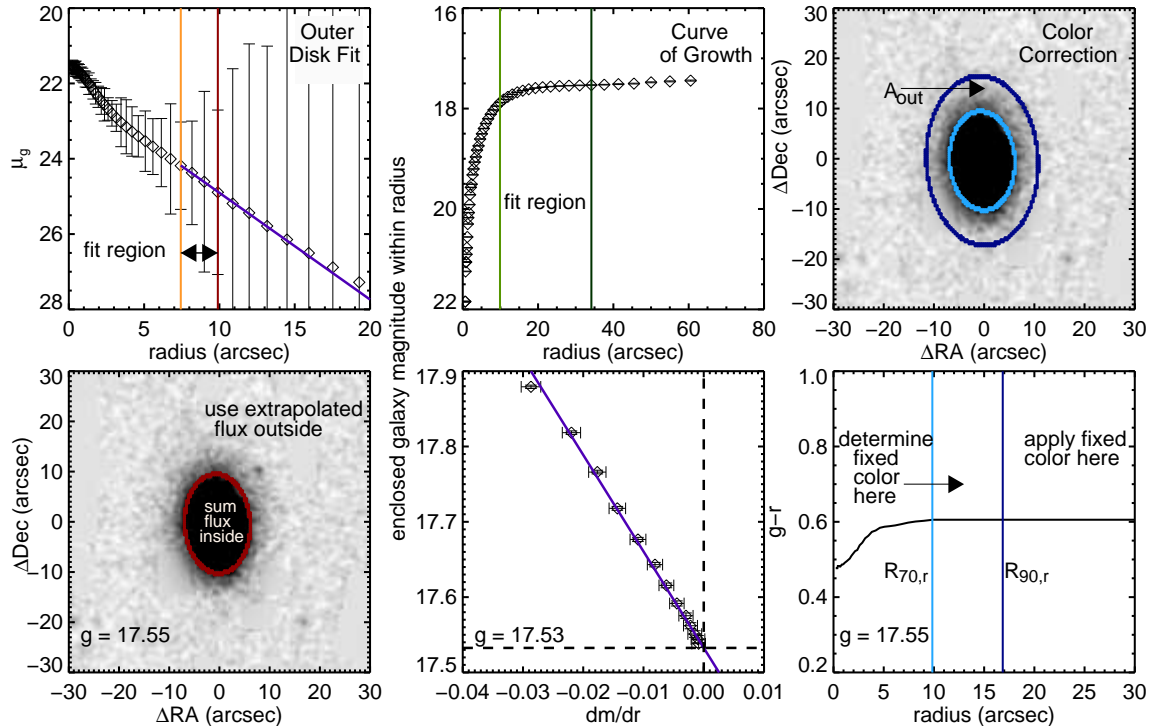 Outer
Disk Fit
22
24
26
28
μg
fit region
0
5
10
15
20
radius (arcsec)
Curve
of Growth
16
18
20
22
enclosed galaxy magnitude within radius
fit region
0
20
40
60
80
radius (arcsec)
Color
Correction
Aout
30
20
10
0
−10
−20
−30
ΔDec (arcsec)
−30
−20
−10
0
10
20
30
ΔRA (arcsec)
use extrapolated
flux outside
sum
flux
inside
g = 17.55
30
20
10
0
−10
−20
−30
ΔDec (arcsec)
−30
−20
−10
0
10
20
30
ΔRA (arcsec)
17.9
17.8
17.7
17.6
17.5
g = 17.53
−0.04
−0.03
−0.02
−0.01
0.00
0.01
dm/dr
1.0
0.8
0.6
0.4
0.2
g−r
determine
fixed
color
here
apply fixed
color here
R70,r
R90,r
g = 17.55
0
5
10
15
20
25
30
radius (arcsec)